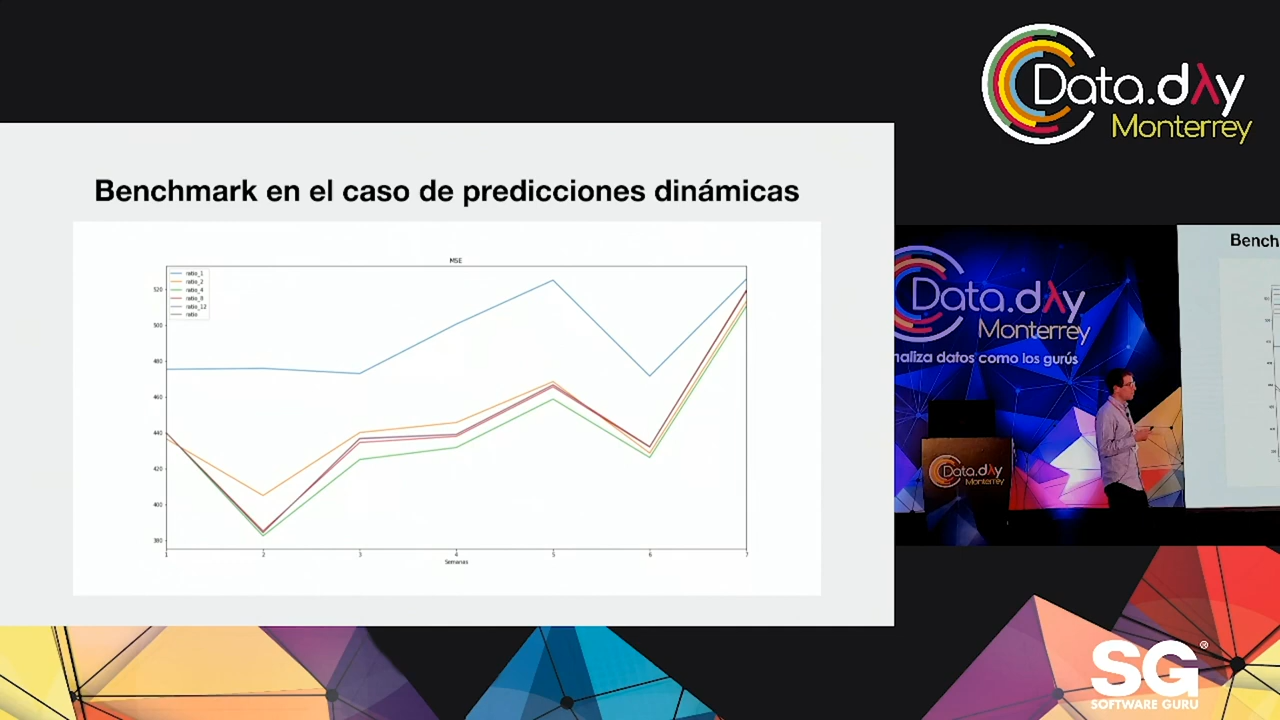 Data.dλy
Monterrey
Benchmark en el caso de predicciones dinámicas
MSE
ratio_1
ratio_2
ratio_4
ratio_8
ratio_12
ratio
520
500
480
460
440
420
400
380
1
2
3
4
5
6
7
Semanas
Bench
Data.dλy
Monterrey
naliza datos como los gurús
Data.dλy
Monterrey
SG®
SOFTWARE GURU